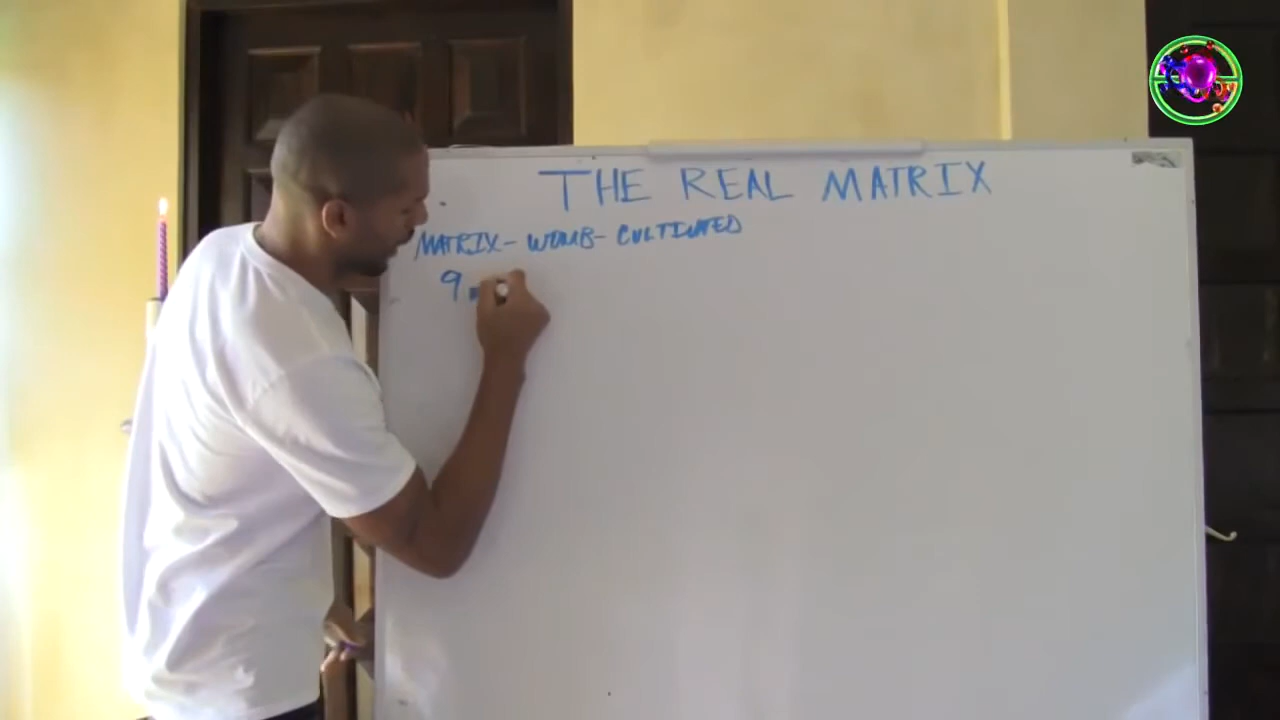 THE REAL MATRIX
MATRIX - WOMB - CULTIVATED
9